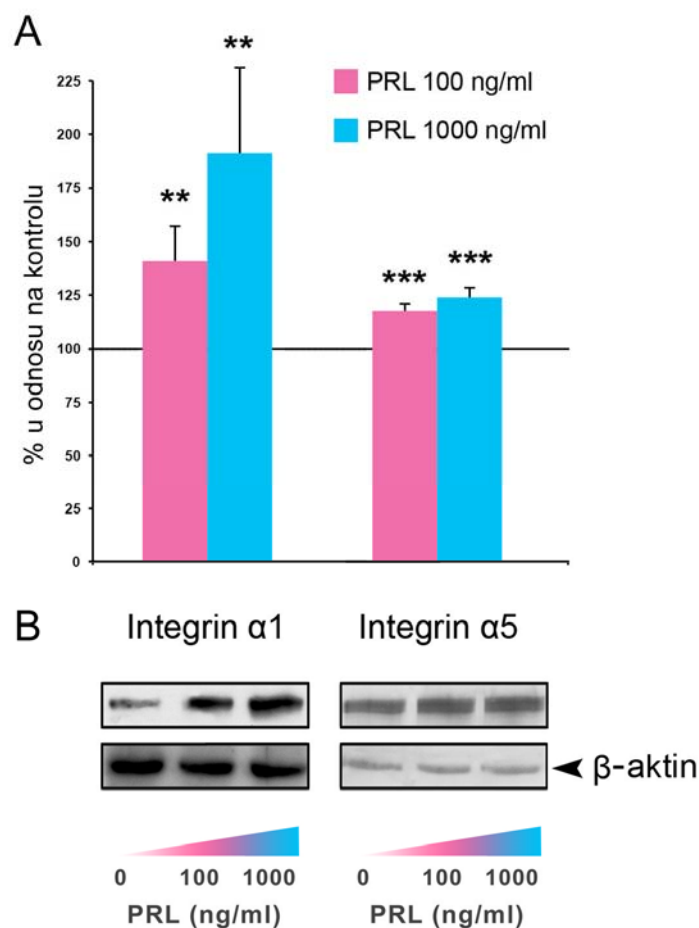 A
** 
**
***
***
PRL 100 ng/ml
PRL 1000 ng/ml
% u odnosu na kontrolu
225
200
175
150
125
100
75
50
25
0
B
Integrin α1
Integrin α5
β-aktin
0 100 1000
PRL (ng/ml)
0 100 1000
PRL (ng/ml)